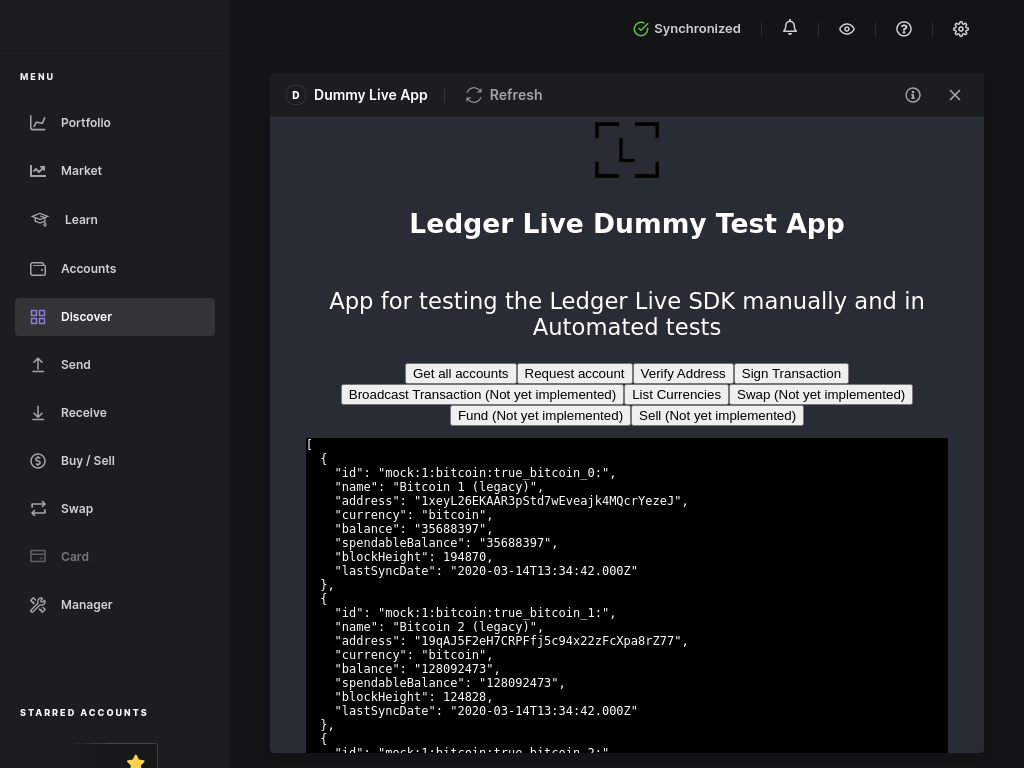 Synchronized
MENU
Portfolio
Market
Learn
Accounts
Discover
Send
Receive
Buy / Sell
Swap
Card
Manager
STARRED ACCOUNTS
D Dummy Live App Refresh
L
Ledger Live Dummy Test App
App for testing the Ledger Live SDK manually and in
Automated tests
Get all accounts Request account Verify Address Sign Transaction
Broadcast Transaction (Not yet implemented) List Currencies Swap (Not yet implemented)
Fund (Not yet implemented) Sell (Not yet implemented)
[
  {
    "id": "mock:1:bitcoin:true_bitcoin_0:",
    "name": "Bitcoin 1 (legacy)",
    "address": "1xeyL26EKAAR3pStd7wEveajk4MQcrYezeJ",
    "currency": "bitcoin",
    "balance": "35688397",
    "spendableBalance": "35688397",
    "blockHeight": 194870,
    "lastSyncDate": "2020-03-14T13:34:42.000Z"
  },
  {
    "id": "mock:1:bitcoin:true_bitcoin_1:",
    "name": "Bitcoin 2 (legacy)",
    "address": "19qAJ5F2eH7CRPFfj5c94x22zFcXpa8rZ77",
    "currency": "bitcoin",
    "balance": "128092473",
    "spendableBalance": "128092473",
    "blockHeight": 124828,
    "lastSyncDate": "2020-03-14T13:34:42.000Z"
  },
  {
    "id": "mock:1:bitcoin:true_bitcoin_2:",